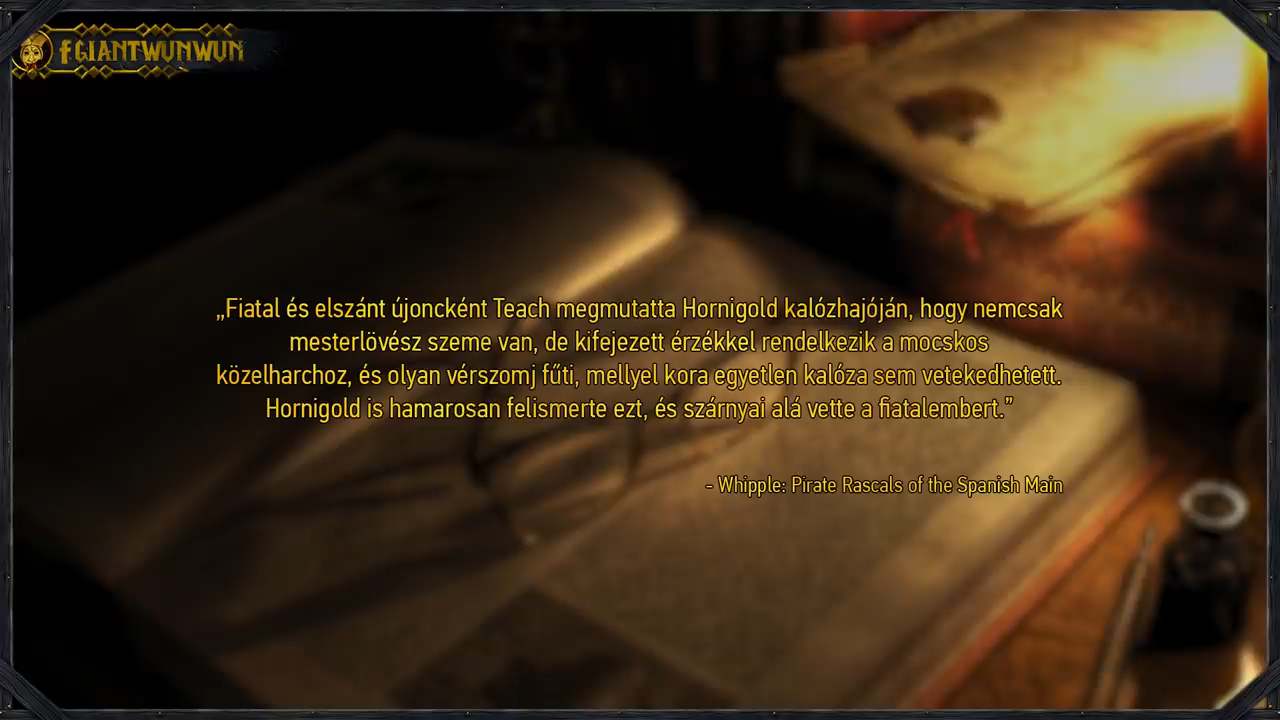 FGIANTWUNWUN
„Fiatal és elszánt újoncként Teach megmutatta Hornigold kalózhajóján, hogy nemcsak
mesterlövész szeme van, de kifejezett érzékkel rendelkezik a mocskos
közelharchoz, és olyan vérszomj fűti, mellyel kora egyetlen kalóza sem vetekedhetett.
Hornigold is hamarosan felismerte ezt, és szárnyai alá vette a fiatalembert.”
- Whipple: Pirate Rascals of the Spanish Main